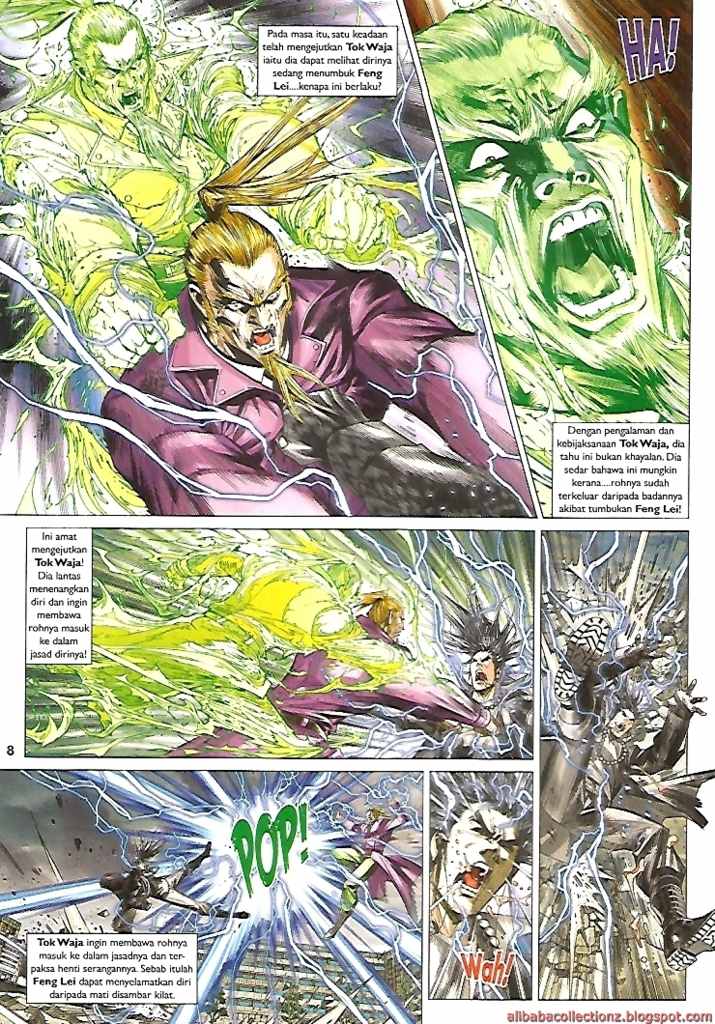 Pada masa itu, satu keadaan
telah mengejutkan Tok Waja
iaitu dia dapat melihat dirinya
sedang menumbuk Feng
Lei....kenapa ini berlaku?
HA!
Dengan pengalaman dan
kebijaksanaan Tok Waja, dia
tahu ini bukan khayalan. Dia
sedar bahawa ini mungkin
kerana....rohnya sudah
terkeluar daripada badannya
akibat tumbukan Feng Lei!
Ini amat
mengejutkan
Tok Waja!
Dia lantas
menenangkan
diri dan ingin
membawa
rohnya masuk
ke dalam
jasad dirinya!
8
POP!
Tok Waja ingin membawa rohnya
masuk ke dalam jasadnya dan ter-
paksa henti serangannya. Sebab itulah
Feng Lei dapat menyelamatkan diri
daripada mati disambar kilat.
Wah!
alibabacollectionz.blogspot.com